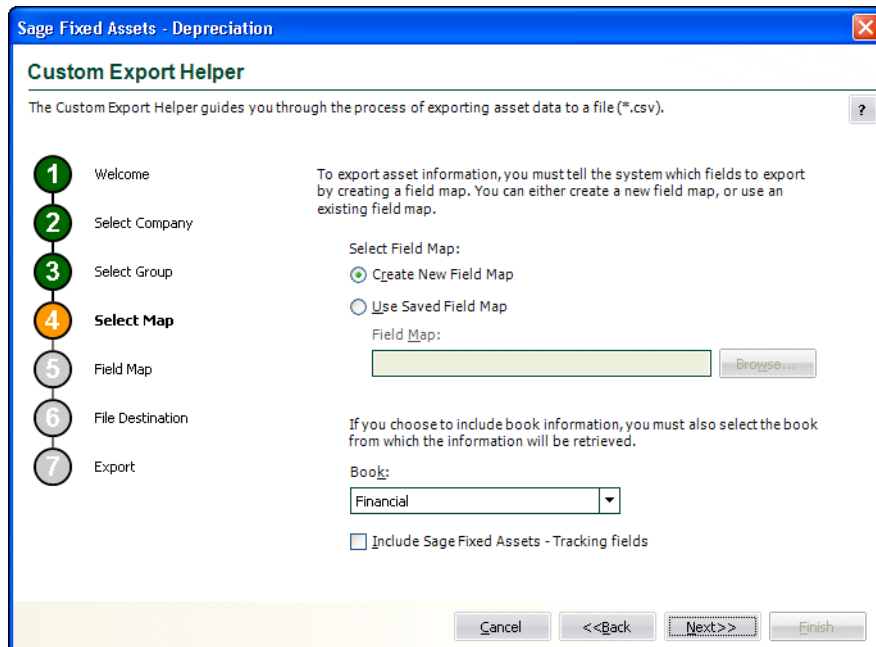 Sage Fixed Assets - Depreciation
Custom Export Helper
The Custom Export Helper guides you through the process of exporting asset data to a file (*.csv).
?
1 Welcome
2 Select Company
3 Select Group
4 Select Map
5 Field Map
6 File Destination
7 Export
To export asset information, you must tell the system which fields to export
by creating a field map. You can either create a new field map, or use an
existing field map.
Select Field Map:
Create New Field Map
Use Saved Field Map
Field Map:
Browse...
If you choose to include book information, you must also select the book
from which the information will be retrieved.
Book:
Financial
Include Sage Fixed Assets - Tracking fields
Cancel <<Back Next>> Finish